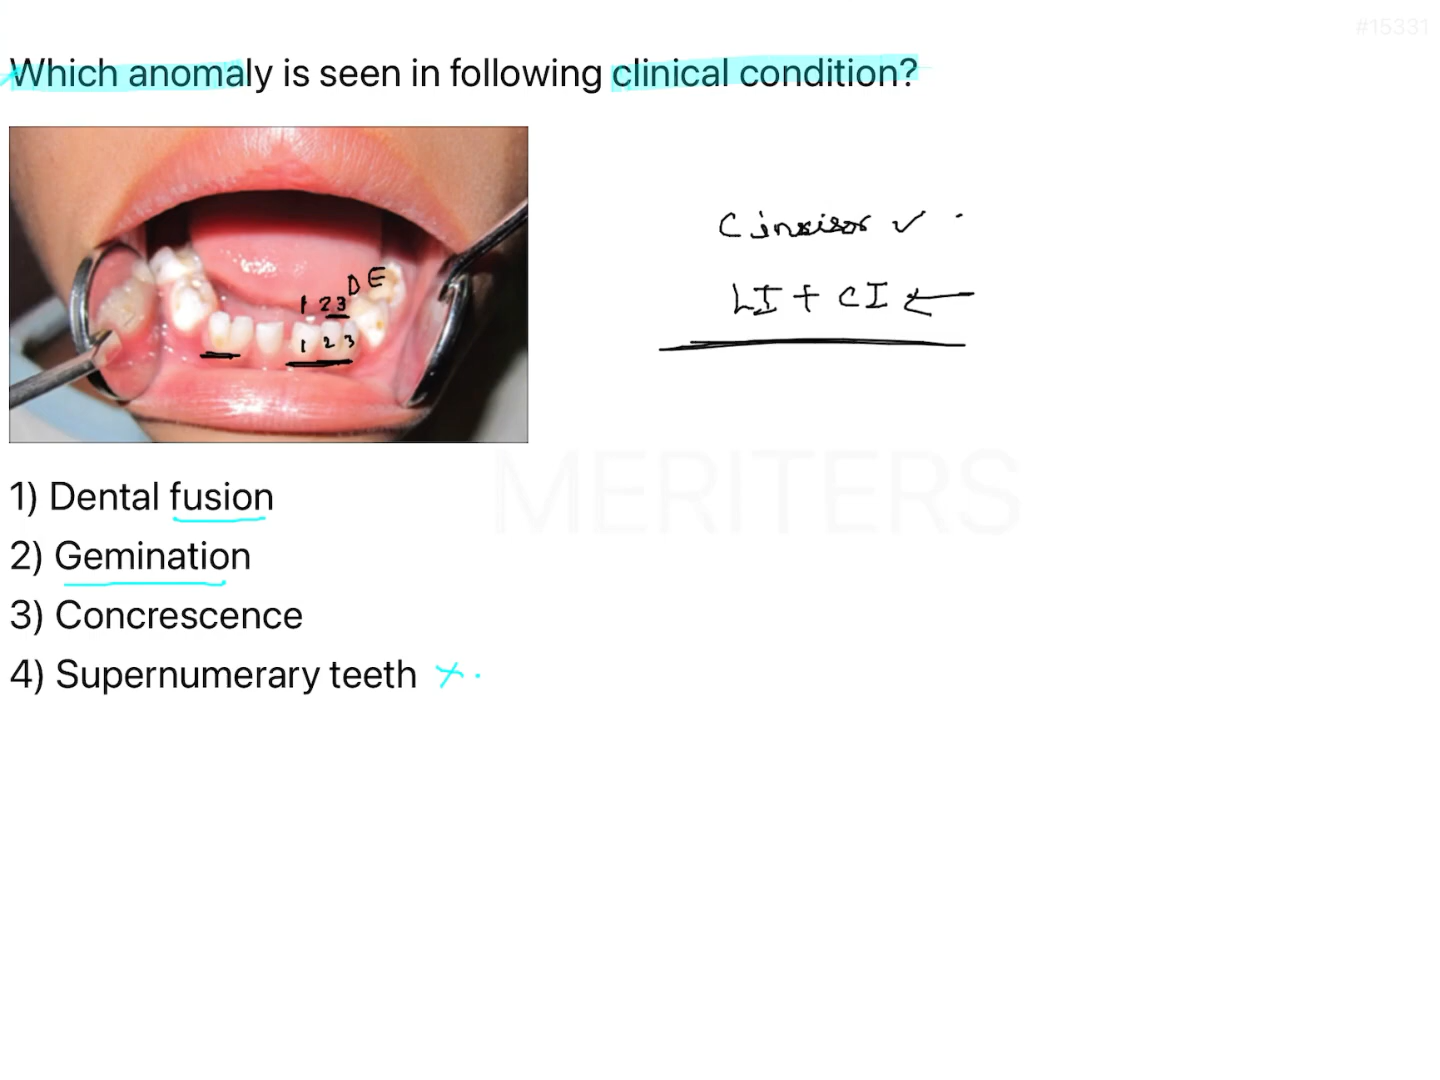 #15331
Which anomaly is seen in following clinical condition?
C incisor ✓
D E
1 2 3
LI + CI ←
1 2 3
MERITERS
1) Dental fusion
2) Gemination
3) Concrescence
4) Supernumerary teeth ×